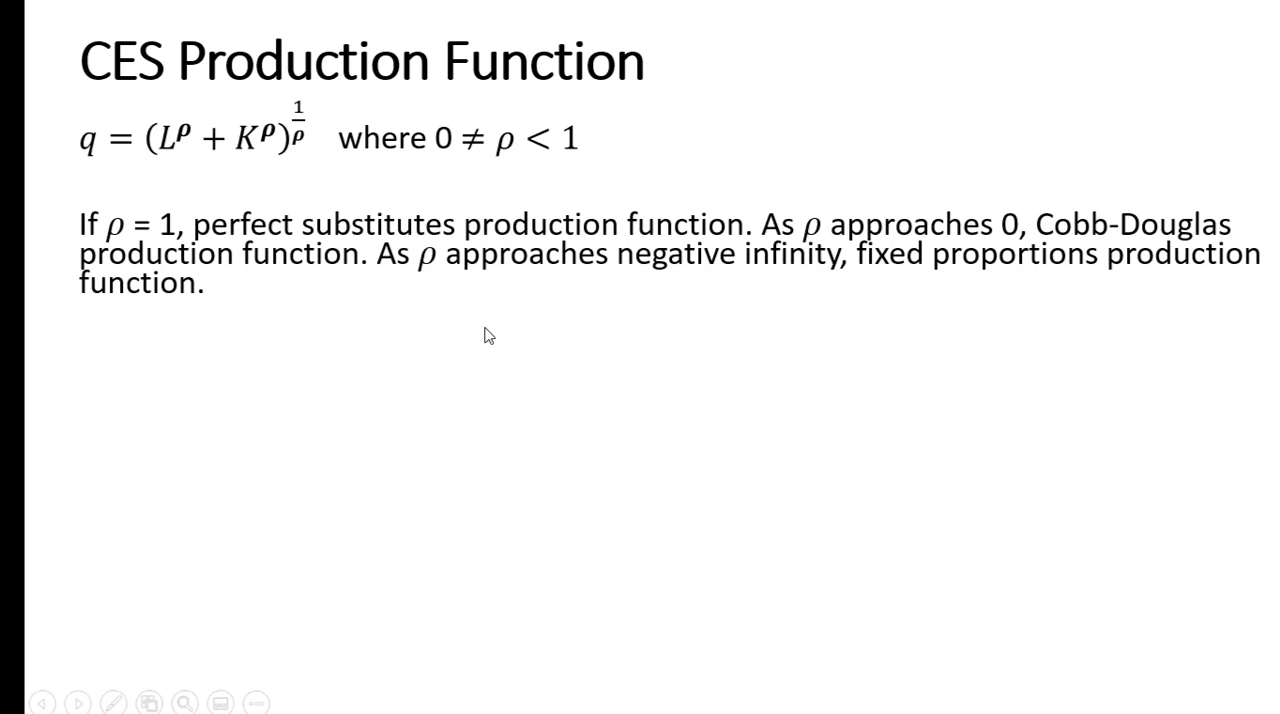 CES Production Function
𝑞 = (𝐿^𝝆 + 𝐾^𝝆)^(1/𝝆) where 0 ≠ 𝜌 < 1
If 𝜌 = 1, perfect substitutes production function. As 𝜌 approaches 0, Cobb-Douglas
production function. As 𝜌 approaches negative infinity, fixed proportions production
function.